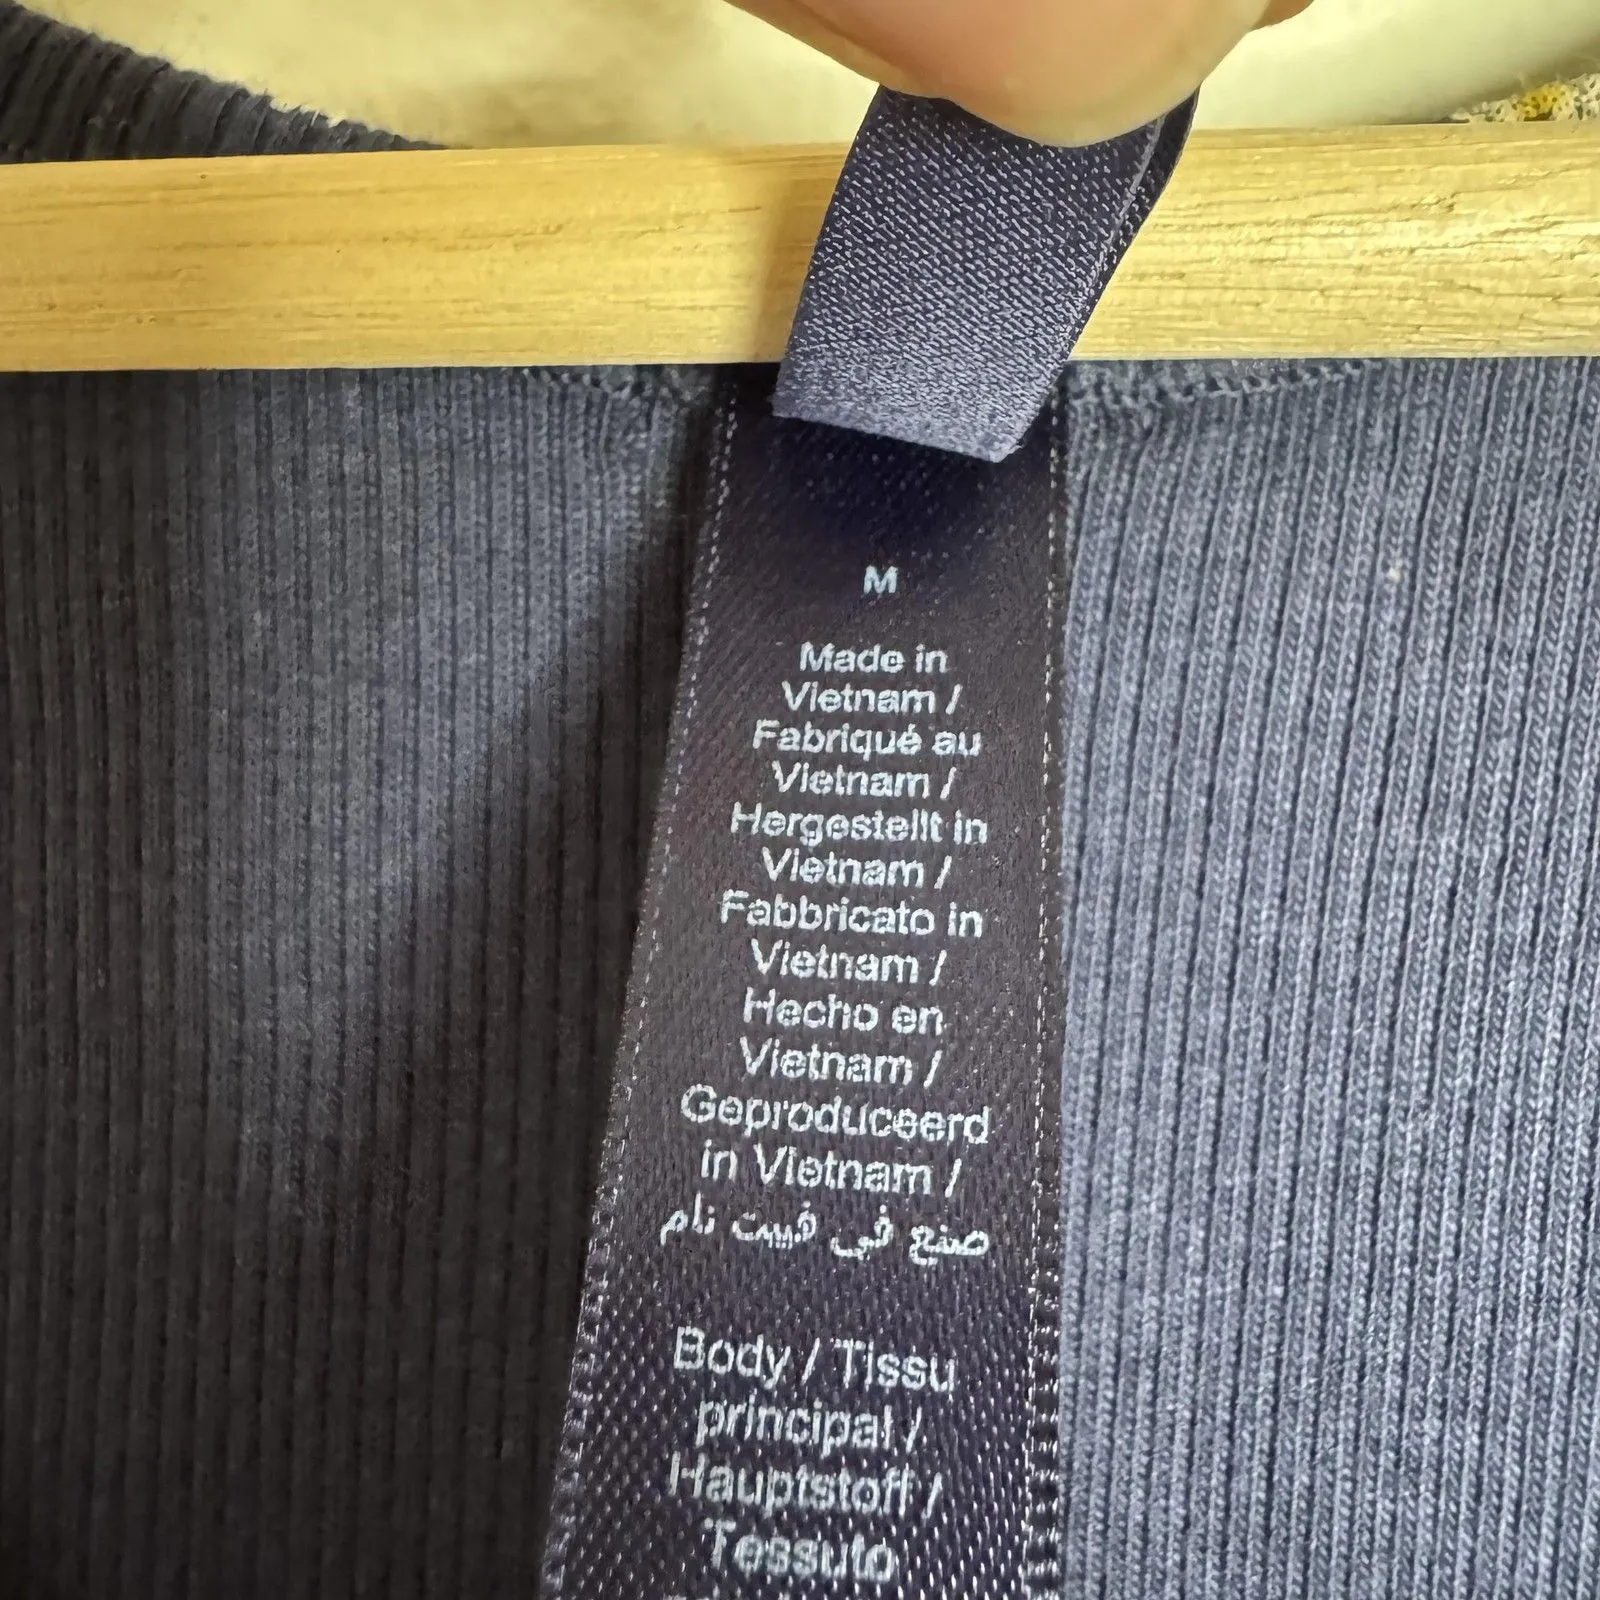 M
Made in
Vietnam /
Fabriqué au
Vietnam /
Hergestellt in
Vietnam /
Fabbricato in
Vietnam /
Hecho en
Vietnam /
Geproduceerd
in Vietnam /
صنع في فييت نام
Body / Tissu
principal /
Hauptstoff /
Tessuto